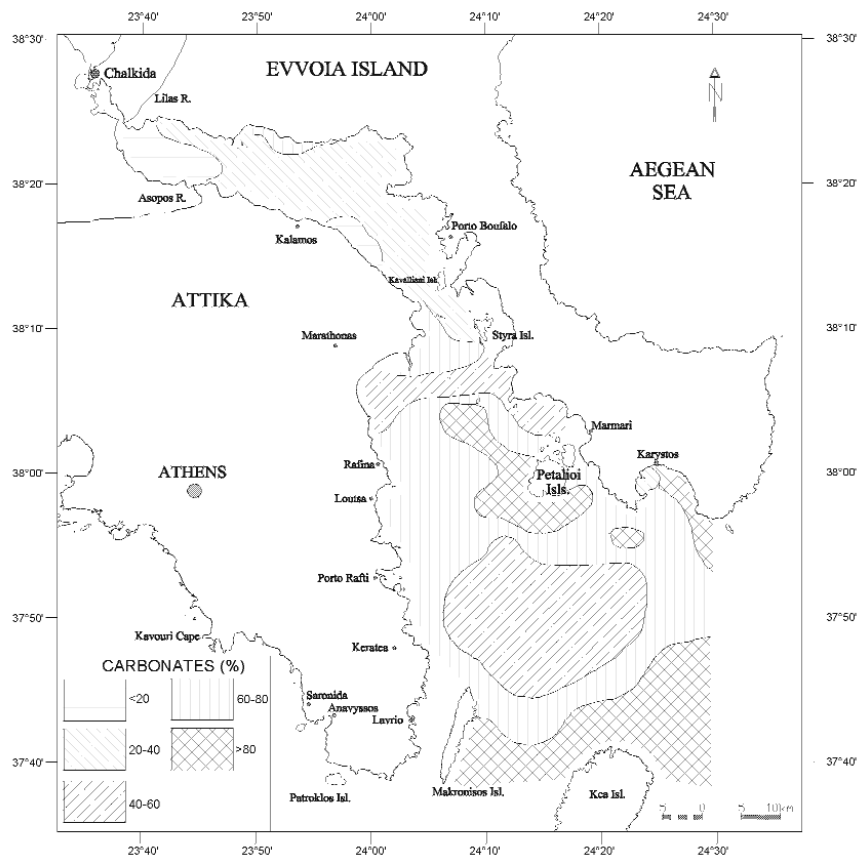 23°40' 23°50' 24°00' 24°10' 24°20' 24°30'
38°30' 38°30'
EVVOIA ISLAND
Chalkida
Lilas R.
N
AEGEAN
SEA
38°20' 38°20'
Asopos R.
Porto Boufalo
Kalamos
Kavalliani Isl.
ATTIKA
38°10' 38°10'
Marathonas
Styra Isl.
Marmari
Karystos
Rafina
38°00' 38°00'
ATHENS
Petalioi
Isls.
Loutsa
Porto Rafti
37°50' 37°50'
Kavouri Cape
Keratea
CARBONATES (%)
<20 60-80
Saronida
Anavyssos
Lavrio
20-40 >80
37°40' 37°40'
Patroklos Isl.
Makronisos Isl.
Kea Isl.
40-60
5 0 5 10km
23°40' 23°50' 24°00' 24°10' 24°20' 24°30'